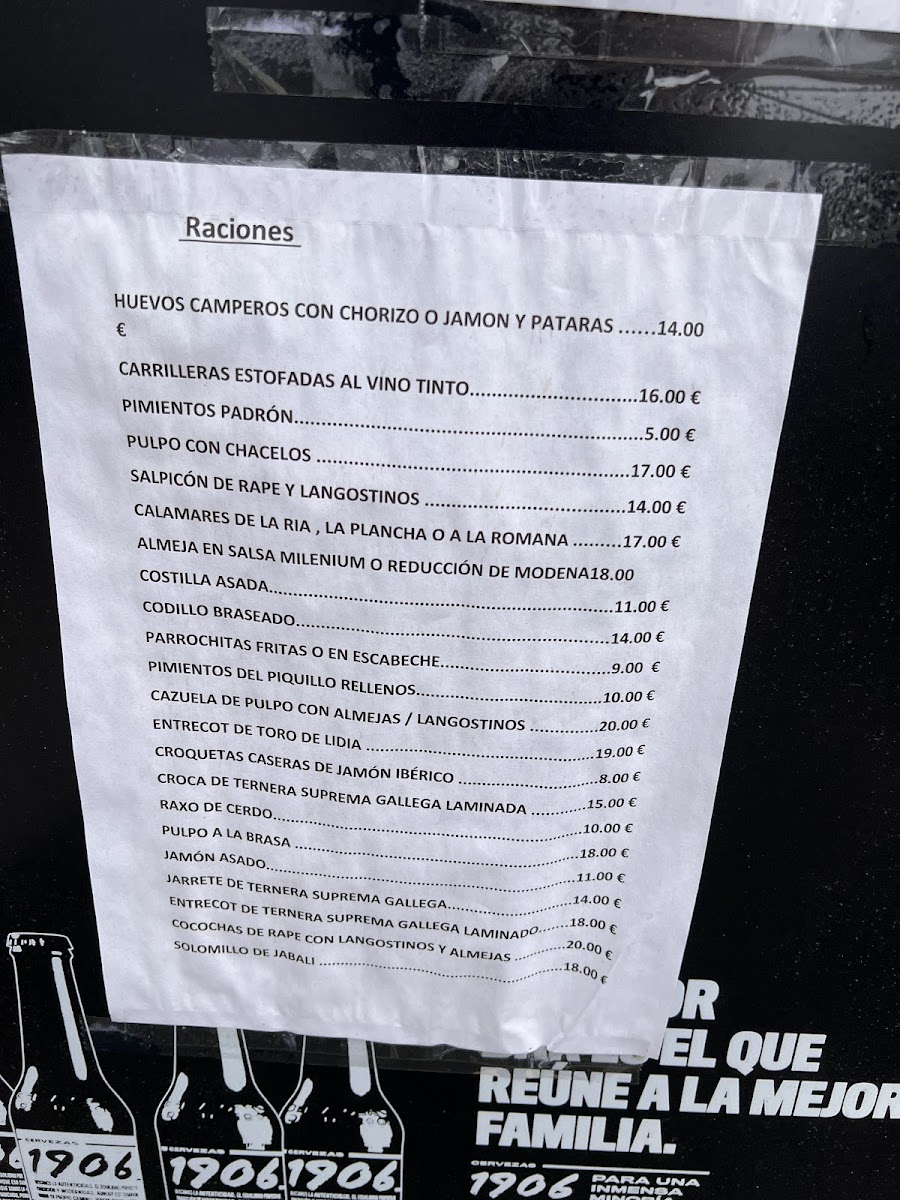 Raciones
HUEVOS CAMPEROS CON CHORIZO O JAMON Y PATARAS ......14.00
€
CARRILLERAS ESTOFADAS AL VINO TINTO................................16.00 €
PIMIENTOS PADRÓN..................................................................5.00 €
PULPO CON CHACELOS ...........................................................17.00 €
SALPICÓN DE RAPE Y LANGOSTINOS ......................................14.00 €
CALAMARES DE LA RIA , LA PLANCHA O A LA ROMANA .........17.00 €
ALMEJA EN SALSA MILENIUM O REDUCCIÓN DE MODENA18.00
COSTILLA ASADA.....................................................................11.00 €
CODILLO BRASEADO................................................................14.00 €
PARROCHITAS FRITAS O EN ESCABECHE..................................9.00 €
PIMIENTOS DEL PIQUILLO RELLENOS.....................................10.00 €
CAZUELA DE PULPO CON ALMEJAS / LANGOSTINOS .............20.00 €
ENTRECOT DE TORO DE LIDIA ..............................................19.00 €
CROQUETAS CASERAS DE JAMÓN IBÉRICO ............................8.00 €
CROCA DE TERNERA SUPREMA GALLEGA LAMINADA ...........15.00 €
RAXO DE CERDO....................................................................10.00 €
PULPO A LA BRASA ...............................................................18.00 €
JAMÓN ASADO......................................................................11.00 €
JARRETE DE TERNERA SUPREMA GALLEGA...........................14.00 €
ENTRECOT DE TERNERA SUPREMA GALLEGA LAMINADO......18.00 €
COCOCHAS DE RAPE CON LANGOSTINOS Y ALMEJAS ............20.00 €
SOLOMILLO DE JABALI ..........................................................18.00 €
EL QUE
REÚNE A LA MEJOR
FAMILIA.
CERVEZAS
1906
CERVEZAS
1906
CERVEZAS
1906
CERVEZAS
1906
PARA UNA
INMENSA
MINORÍA